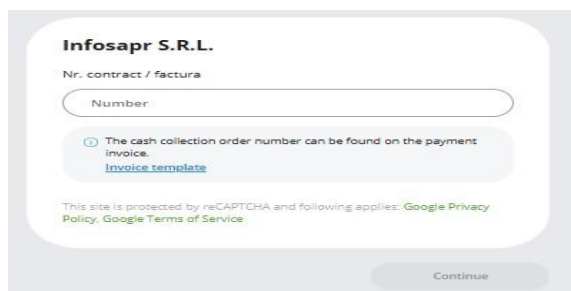 Infosapr S.R.L.
Nr. contract / factura
Number
The cash collection order number can be found on the payment
invoice.
Invoice template
This site is protected by reCAPTCHA and following applies: Google Privacy
Policy, Google Terms of Service
Continue